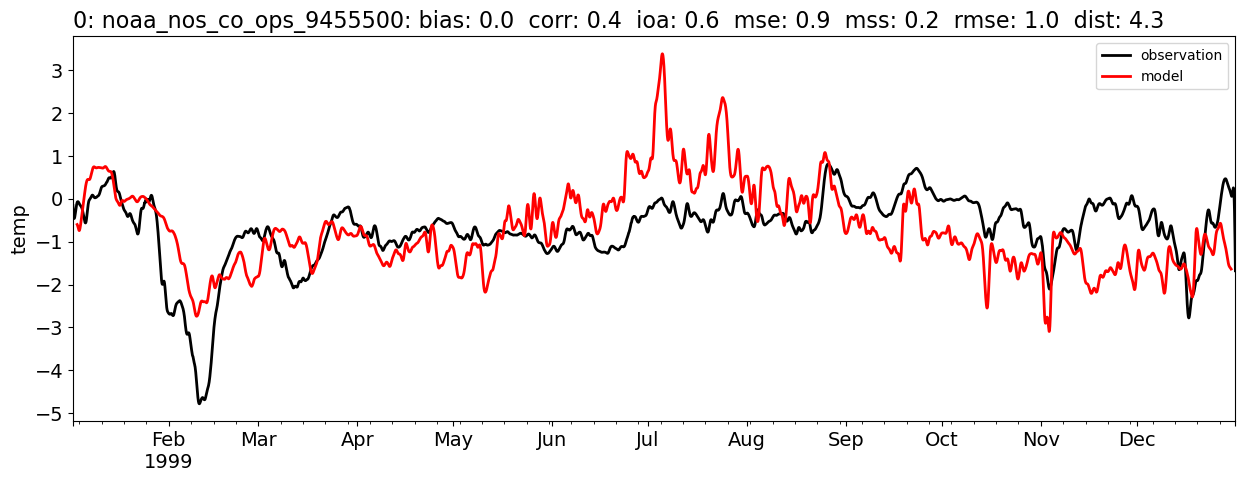 0: noaa_nos_co_ops_9455500: bias: 0.0  corr: 0.4  ioa: 0.6  mse: 0.9  mss: 0.2  rmse: 1.0  dist: 4.3
observation
model
3
2
1
0
−1
−2
−3
−4
−5
temp
Feb Mar Apr May Jun Jul Aug Sep Oct Nov Dec
1999